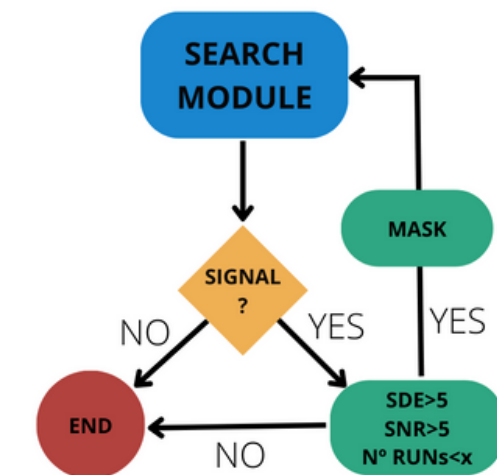 SEARCH
MODULE
MASK
SIGNAL
?
NO
YES
YES
END
SDE>5
SNR>5
Nº RUNs<x
NO